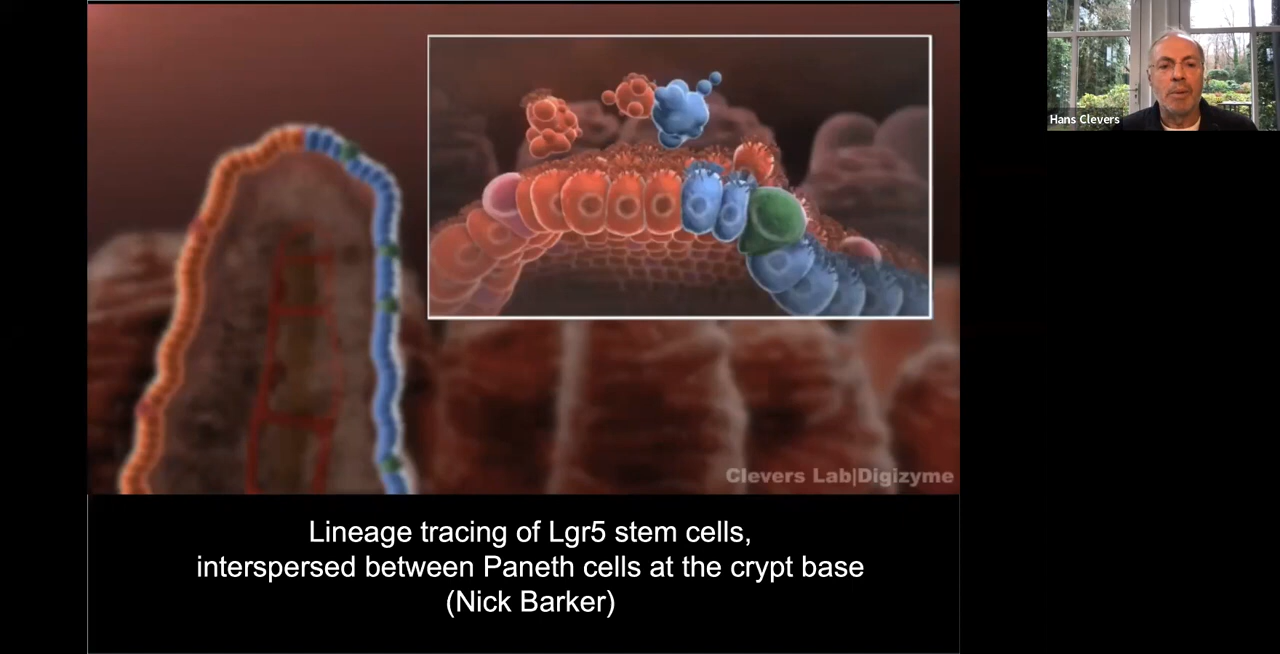 Hans Clevers
Clevers Lab|Digizyme
Lineage tracing of Lgr5 stem cells,
interspersed between Paneth cells at the crypt base
(Nick Barker)